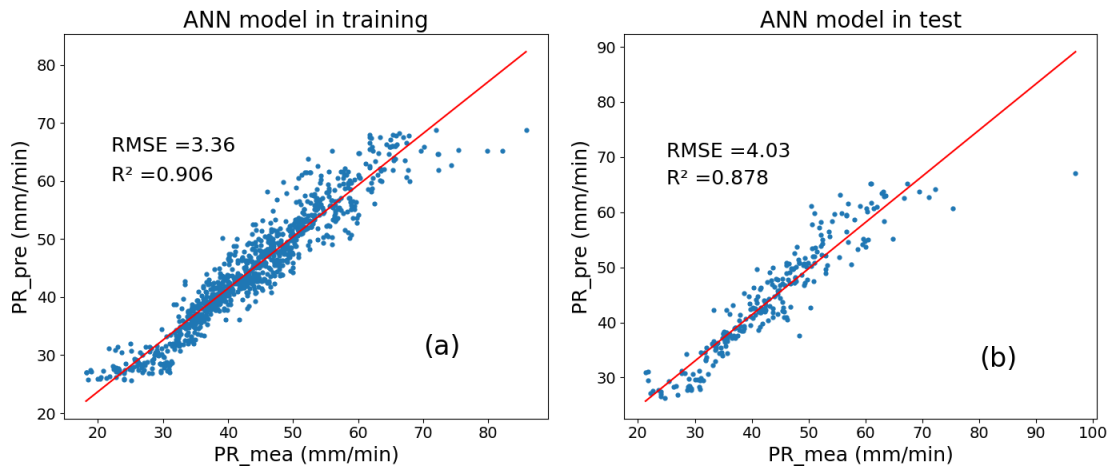 ANN model in training
PR_pre (mm/min)
80
70
60
50
40
30
20
RMSE =3.36
R² =0.906
(a)
20 30 40 50 60 70 80
PR_mea (mm/min)
ANN model in test
PR_pre (mm/min)
90
80
70
60
50
40
30
RMSE =4.03
R² =0.878
(b)
20 30 40 50 60 70 80 90 100
PR_mea (mm/min)